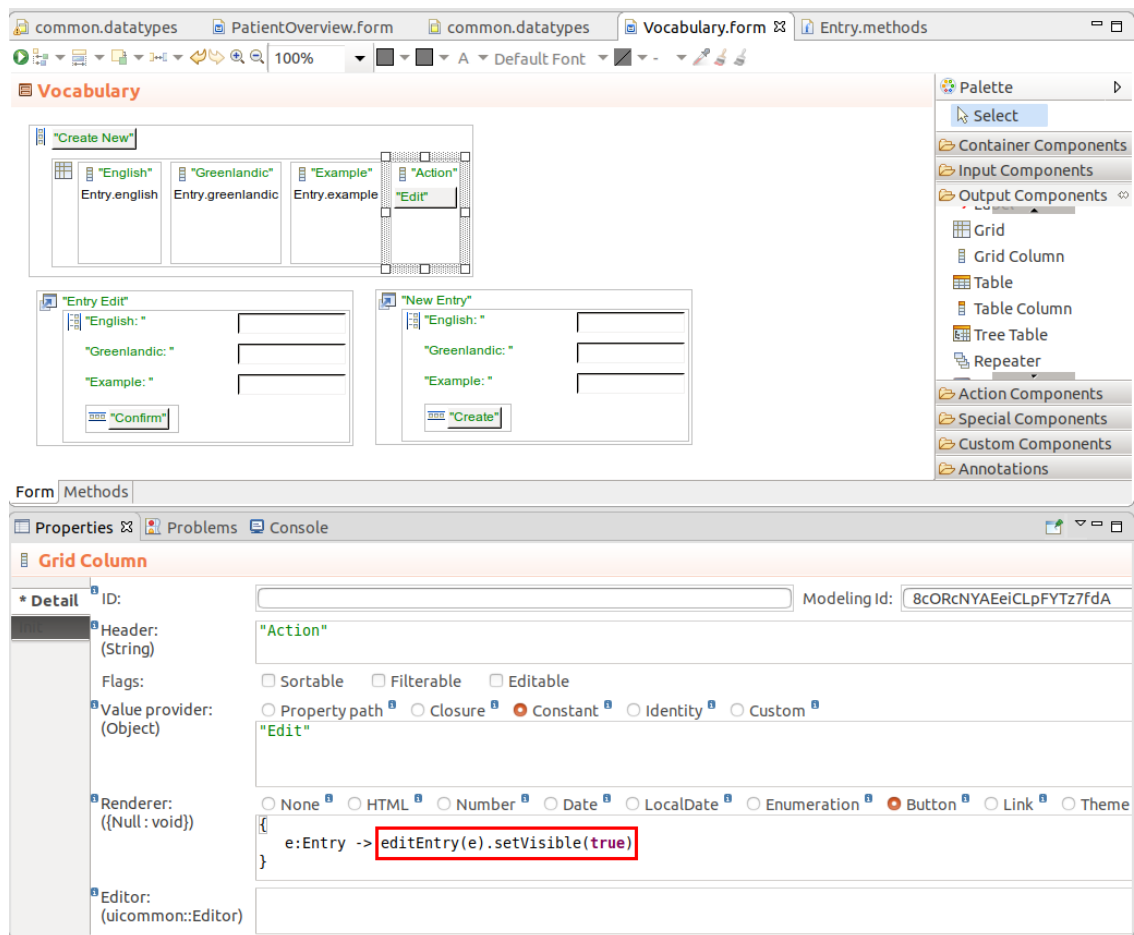 common.datatypes PatientOverview.form common.datatypes Vocabulary.form Entry.methods
100% A Default Font -
Vocabulary
"Create New"
"English" "Greenlandic" "Example" "Action"
Entry.english Entry.greenlandic Entry.example "Edit"
"Entry Edit"
"English: "
"Greenlandic: "
"Example: "
"Confirm"
"New Entry"
"English: "
"Greenlandic: "
"Example: "
"Create"
Palette
Select
Container Components
Input Components
Output Components
Grid
Grid Column
Table
Table Column
Tree Table
Repeater
Action Components
Special Components
Custom Components
Annotations
Form Methods
Properties Problems Console
Grid Column
* Detail
ID: Modeling Id: 8cORcNYAEeiCLpFYTz7fdA
Header: "Action"
(String)
Flags: Sortable Filterable Editable
Value provider: Property path Closure Constant Identity Custom
(Object) "Edit"
Renderer: None HTML Number Date LocalDate Enumeration Button Link Theme
({Null : void}) {
e:Entry -> editEntry(e).setVisible(true)
}
Editor:
(uicommon::Editor)